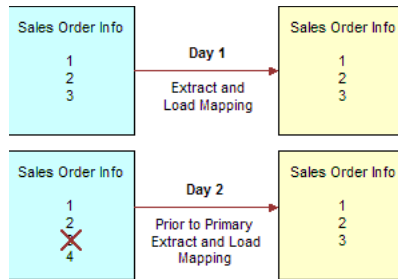 Sales Order Info
1
2
3
Day 1
Extract and
Load Mapping
Sales Order Info
1
2
3
Sales Order Info
1
2
3
4
Day 2
Prior to Primary
Extract and Load
Mapping
Sales Order Info
1
2
3